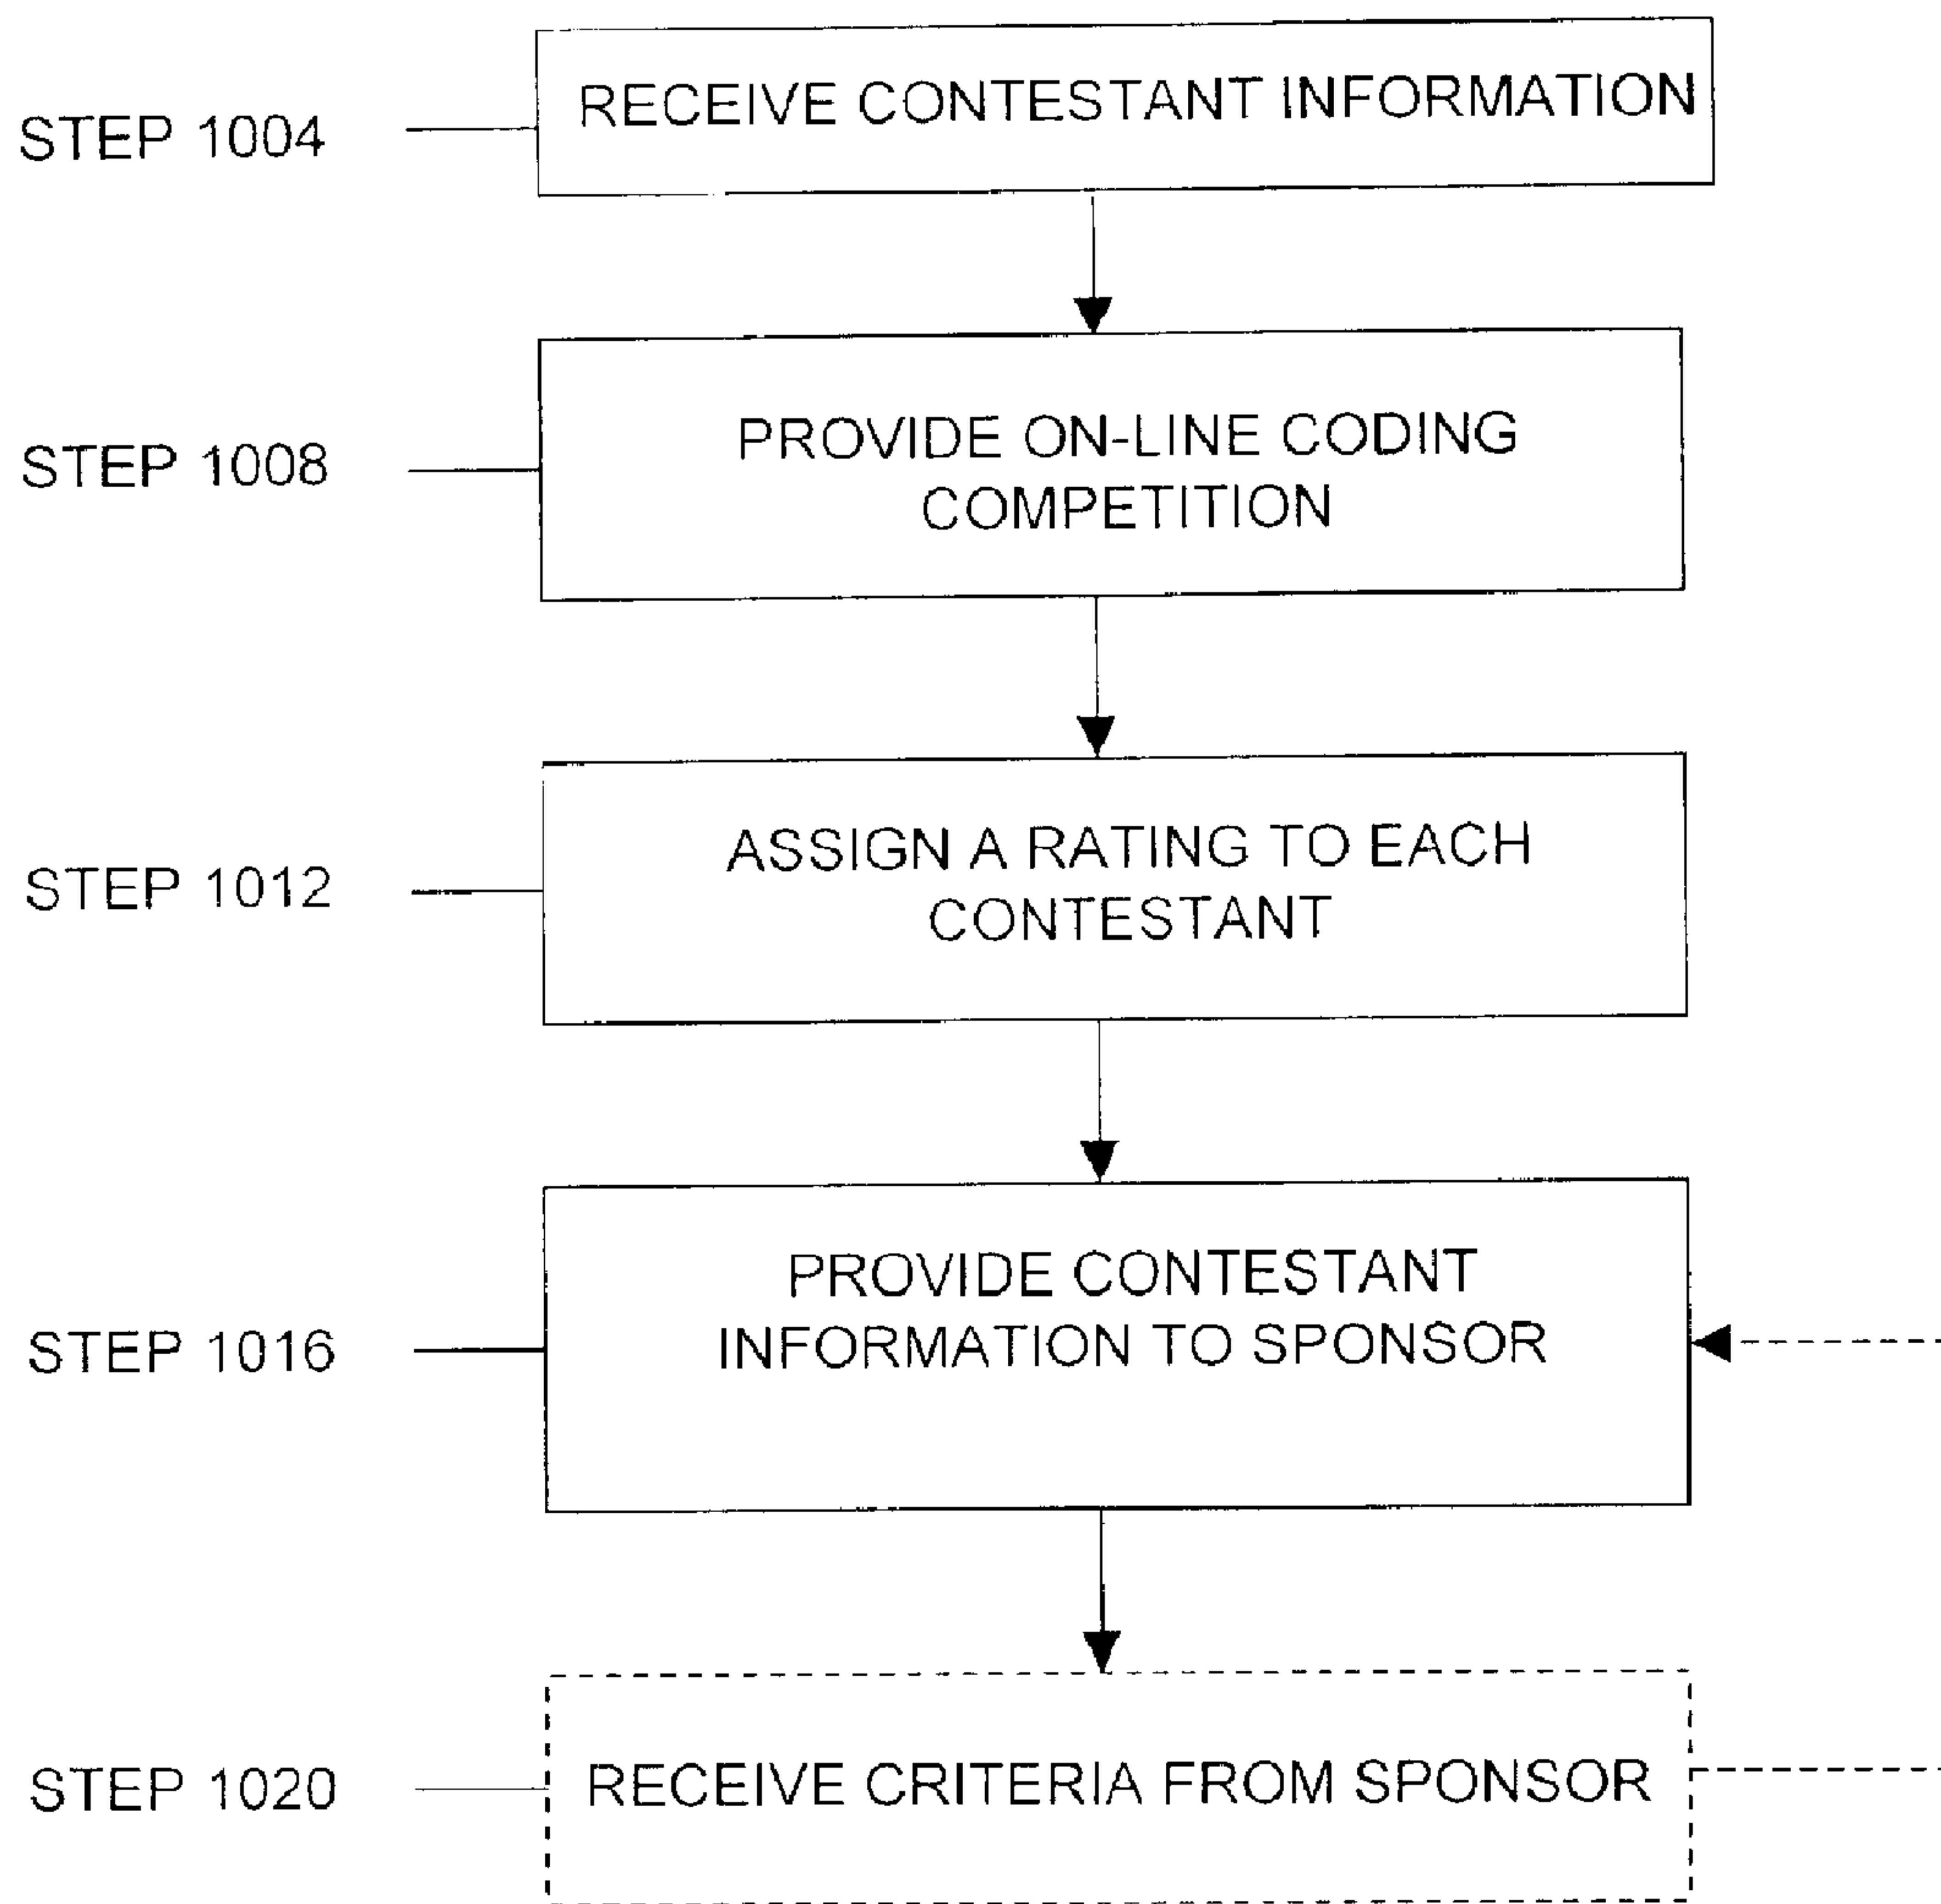 STEP 1004
RECEIVE CONTESTANT INFORMATION
STEP 1008
PROVIDE ON-LINE CODING
COMPETITION
STEP 1012
ASSIGN A RATING TO EACH
CONTESTANT
STEP 1016
PROVIDE CONTESTANT
INFORMATION TO SPONSOR
STEP 1020
RECEIVE CRITERIA FROM SPONSOR